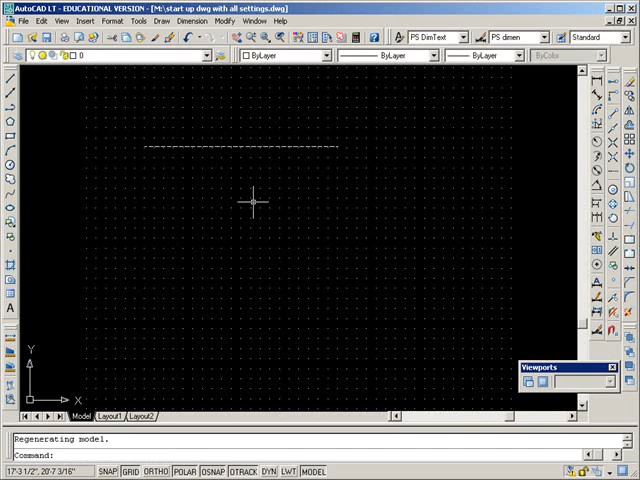 AutoCAD LT - EDUCATIONAL VERSION - [M:\start up dwg with all settings.dwg]
File Edit View Insert Format Tools Draw Dimension Modify Window Help
PS DimText PS dimen Standard
0 ByLayer ByLayer ByLayer ByColor
A
Y
X
Viewports
Model Layout1 Layout2
Regenerating model.
Command:
17'-3 1/2", 20'-7 3/16" SNAP GRID ORTHO POLAR OSNAP OTRACK DYN LWT MODEL